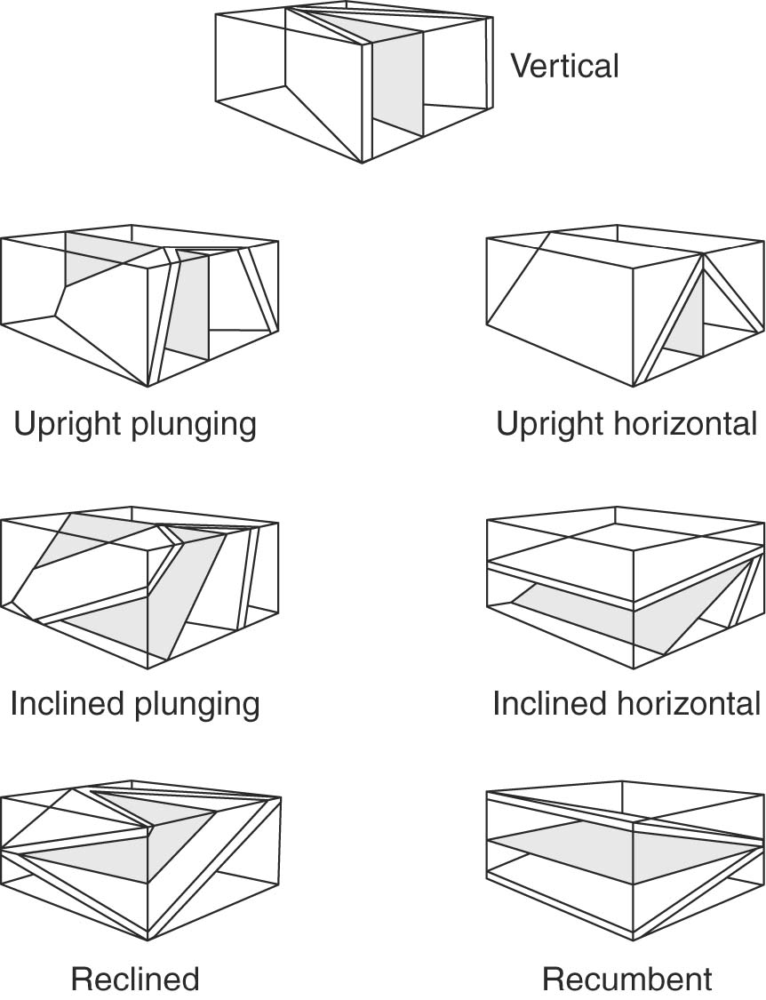 Vertical
Upright plunging
Upright horizontal
Inclined plunging
Inclined horizontal
Reclined
Recumbent